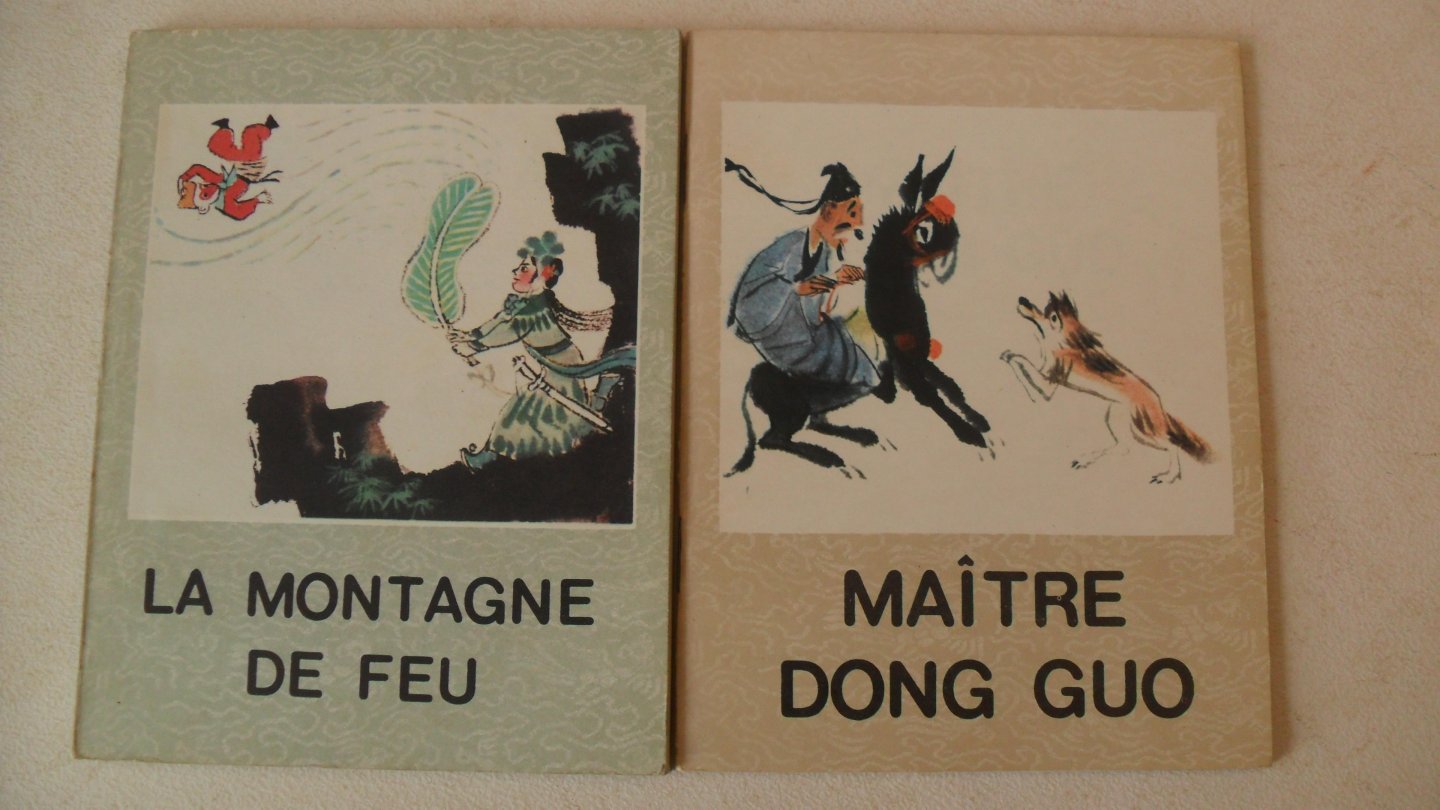 LA MONTAGNE
DE FEU
MAÎTRE
DONG GUO